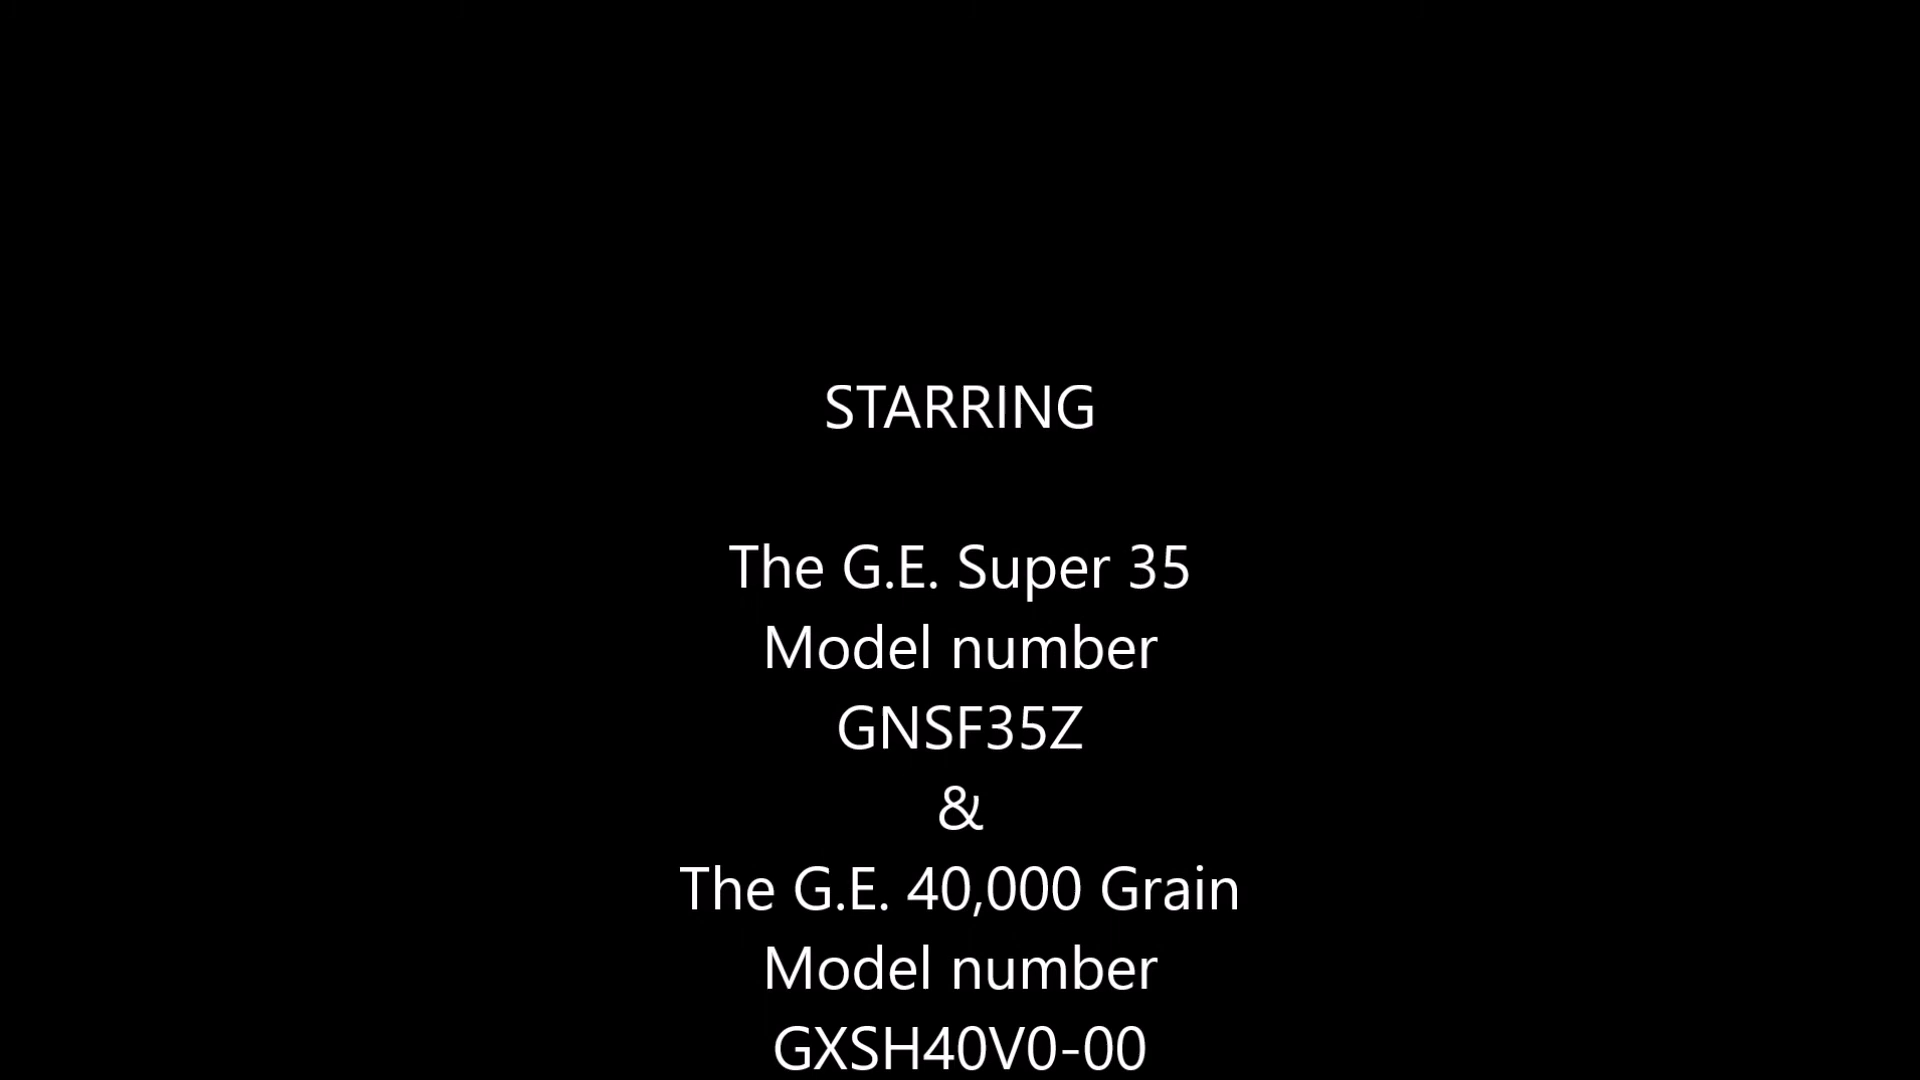 STARRING
The G.E. Super 35
Model number
GNSF35Z
&
The G.E. 40,000 Grain
Model number
GXSH40V0-00